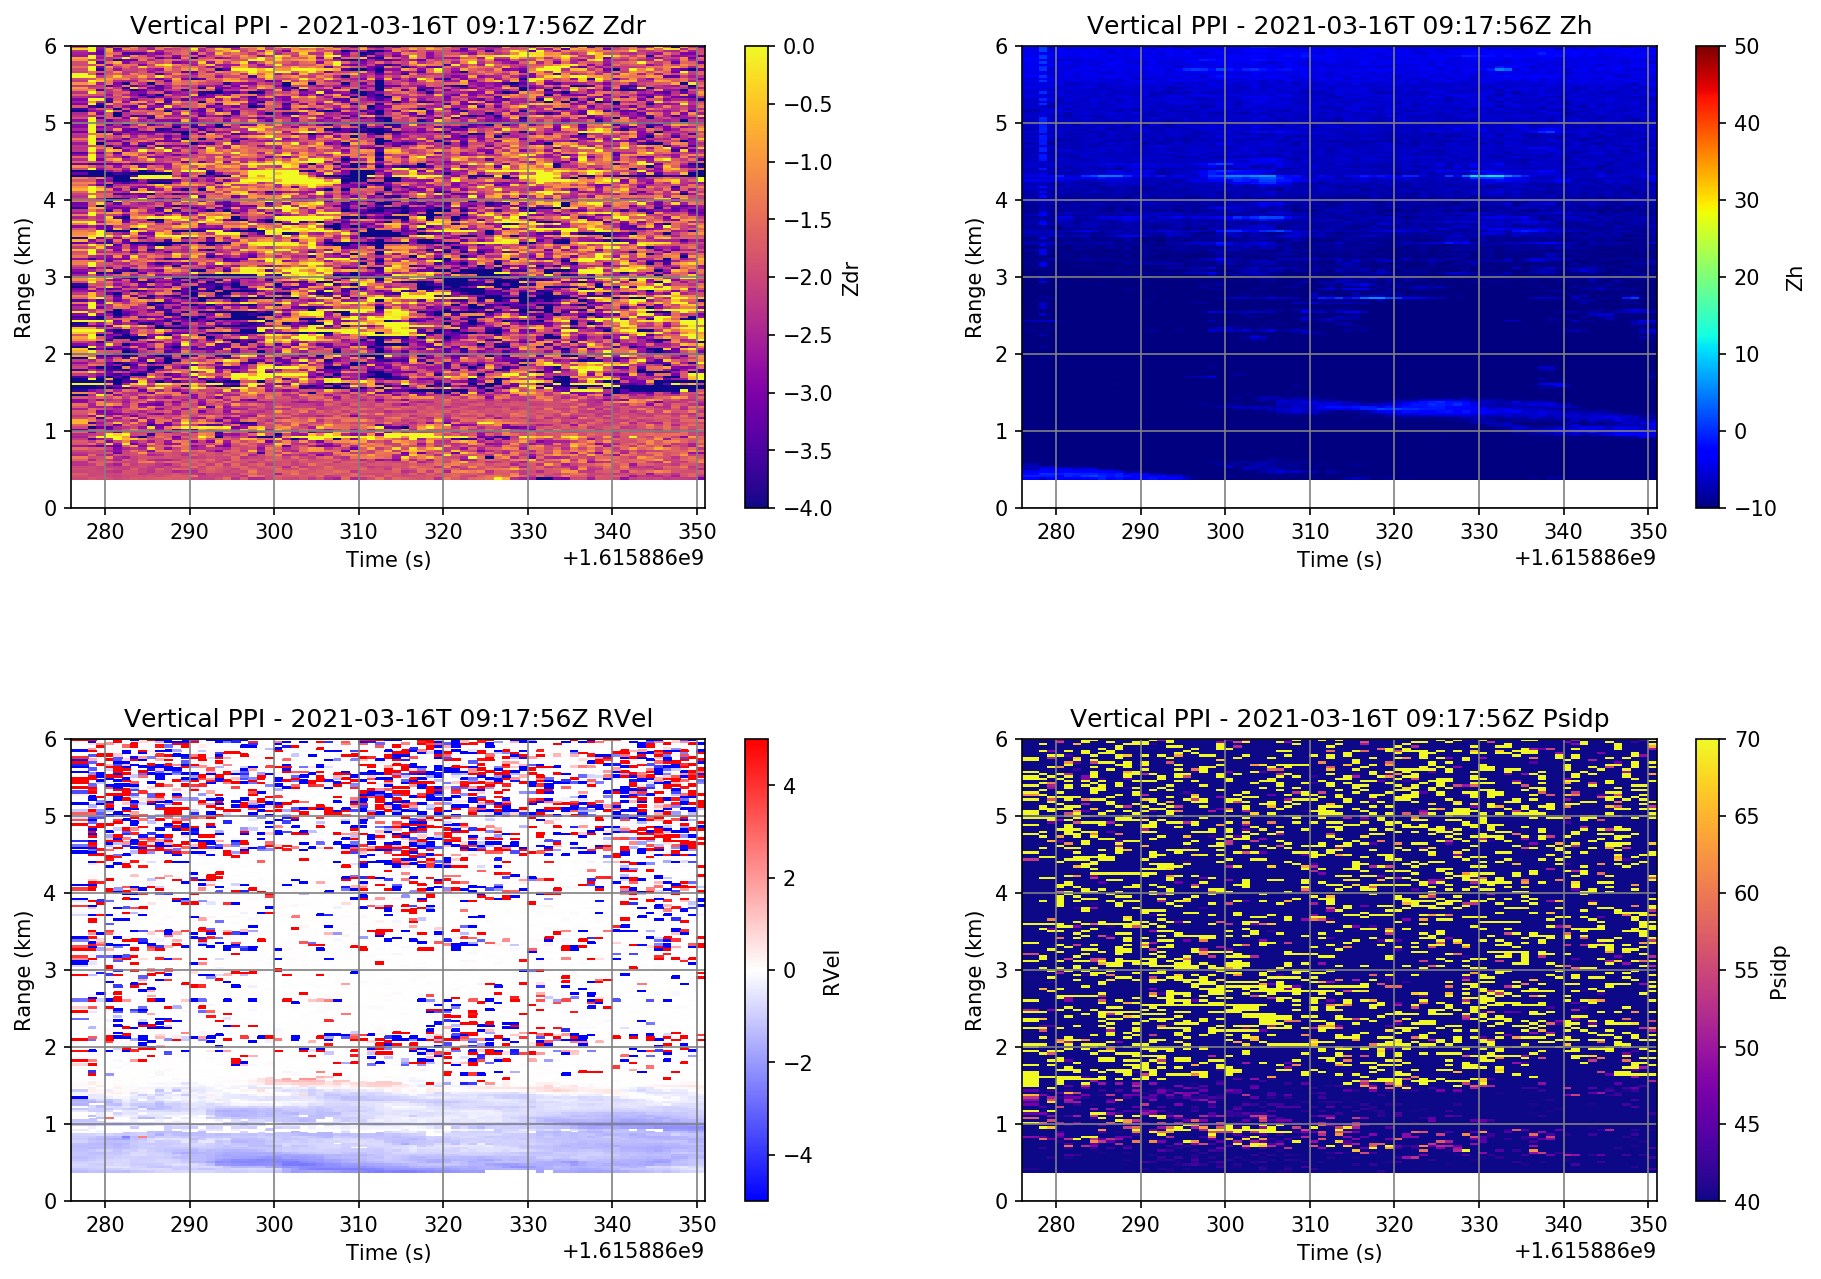 Vertical PPI - 2021-03-16T 09:17:56Z Zdr
6
5
4
3
2
1
0
Range (km)
280 290 300 310 320 330 340 350
Time (s)
+1.615886e9
0.0
−0.5
−1.0
−1.5
−2.0
−2.5
−3.0
−3.5
−4.0
Zdr
Vertical PPI - 2021-03-16T 09:17:56Z Zh
6
5
4
3
2
1
0
Range (km)
280 290 300 310 320 330 340 350
Time (s)
+1.615886e9
50
40
30
20
10
0
−10
Zh
Vertical PPI - 2021-03-16T 09:17:56Z RVel
6
5
4
3
2
1
0
Range (km)
280 290 300 310 320 330 340 350
Time (s)
+1.615886e9
4
2
0
−2
−4
RVel
Vertical PPI - 2021-03-16T 09:17:56Z Psidp
6
5
4
3
2
1
0
Range (km)
280 290 300 310 320 330 340 350
Time (s)
+1.615886e9
70
65
60
55
50
45
40
Psidp